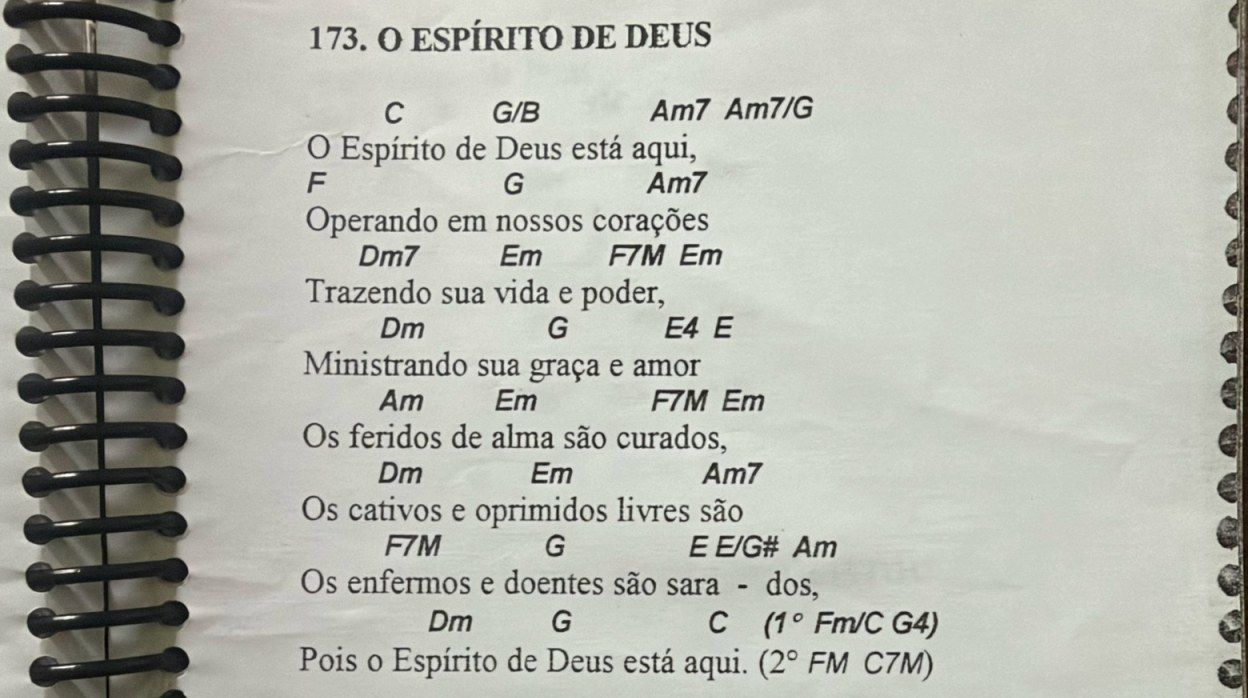 173. O ESPÍRITO DE DEUS
C G/B Am7 Am7/G
O Espírito de Deus está aqui,
F G Am7
Operando em nossos corações
Dm7 Em F7M Em
Trazendo sua vida e poder,
Dm G E4 E
Ministrando sua graça e amor
Am Em F7M Em
Os feridos de alma são curados,
Dm Em Am7
Os cativos e oprimidos livres são
F7M G E E/G# Am
Os enfermos e doentes são sara - dos,
Dm G C (1° Fm/C G4)
Pois o Espírito de Deus está aqui. (2° FM C7M)